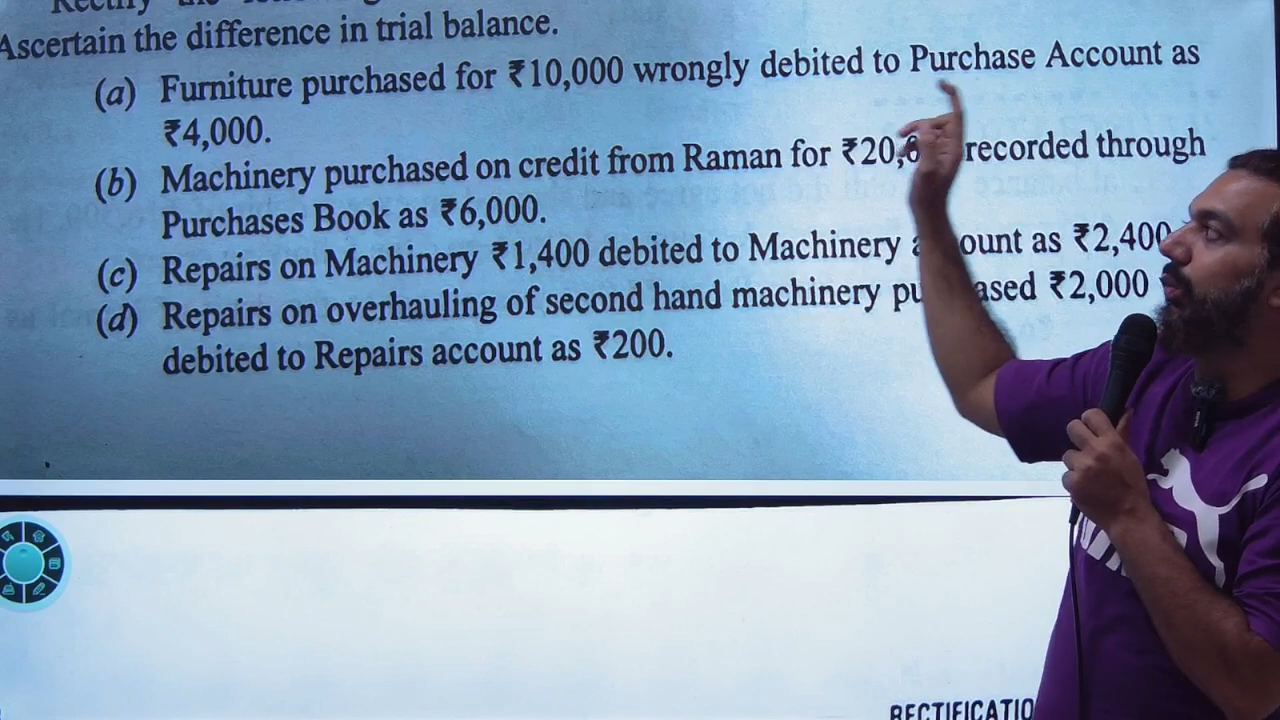 Rectify the
Ascertain the difference in trial balance.
(a) Furniture purchased for ₹10,000 wrongly debited to Purchase Account as
₹4,000.
(b) Machinery purchased on credit from Raman for recorded through
Purchases Book as ₹6,000.
(c) Repairs on Machinery ₹1,400 debited to Machinery as ₹2,400
(d) Repairs on overhauling of second hand machinery ₹2,000
debited to Repairs account as ₹200.